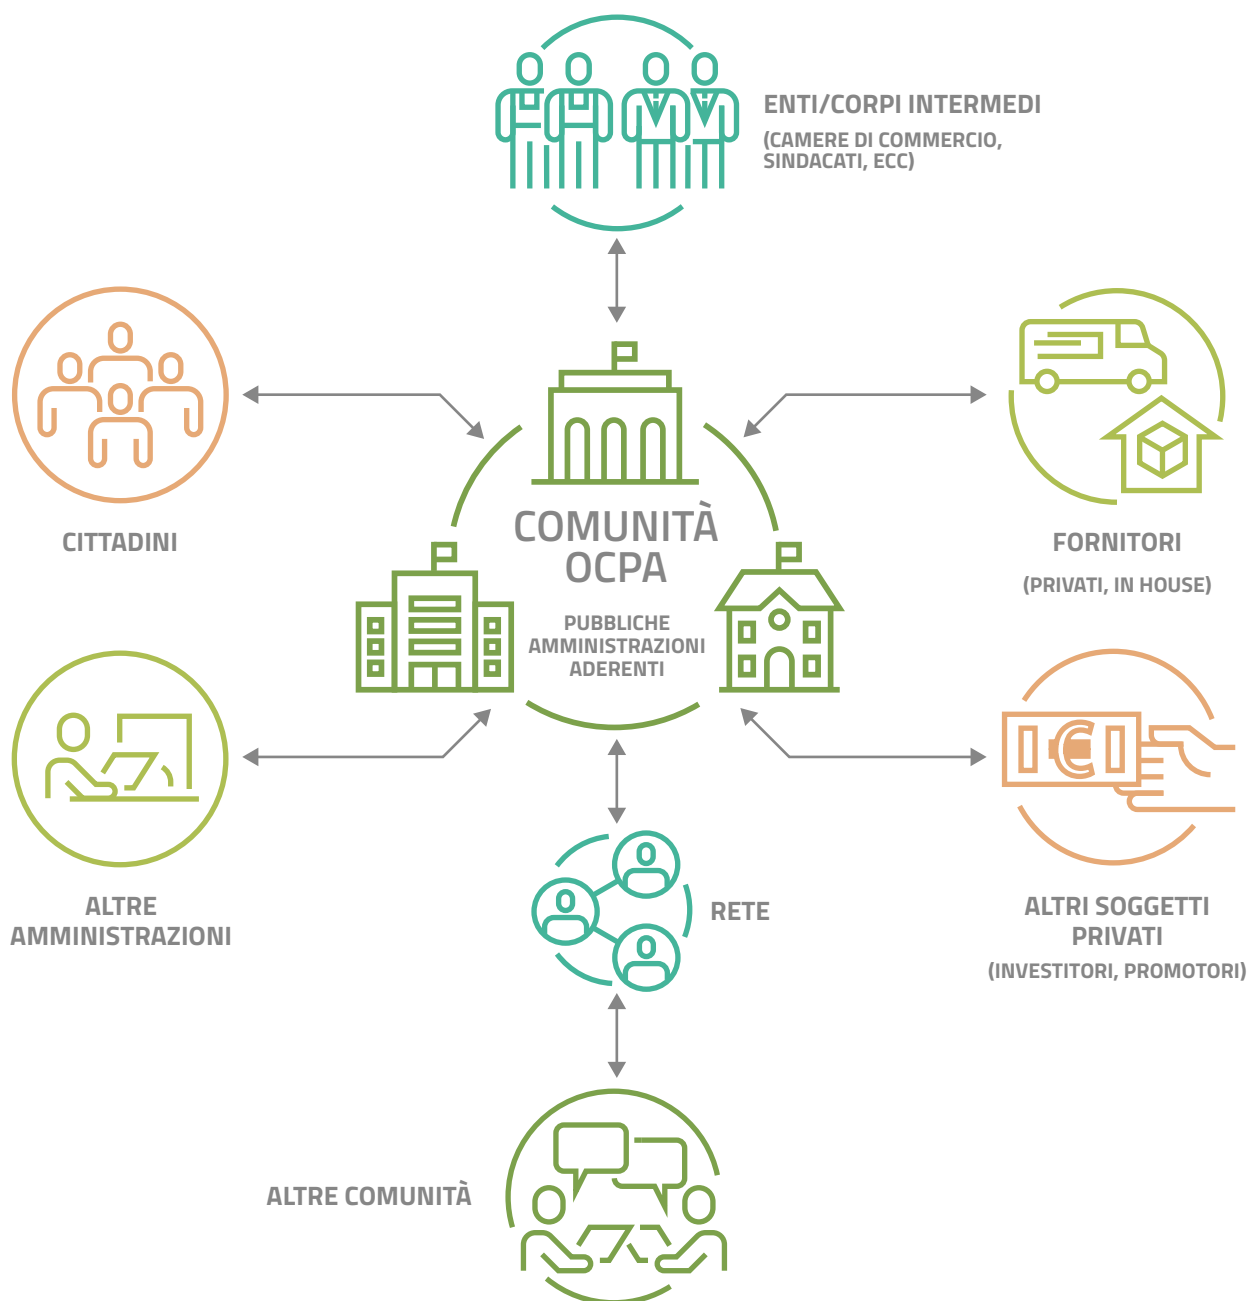 ENTI/CORPI INTERMEDI
(CAMERE DI COMMERCIO,
SINDACATI, ECC)
CITTADINI
COMUNITÀ
OCPA
PUBBLICHE
AMMINISTRAZIONI
ADERENTI
FORNITORI
(PRIVATI, IN HOUSE)
ALTRE
AMMINISTRAZIONI
RETE
ALTRI SOGGETTI
PRIVATI
(INVESTITORI, PROMOTORI)
ALTRE COMUNITÀ